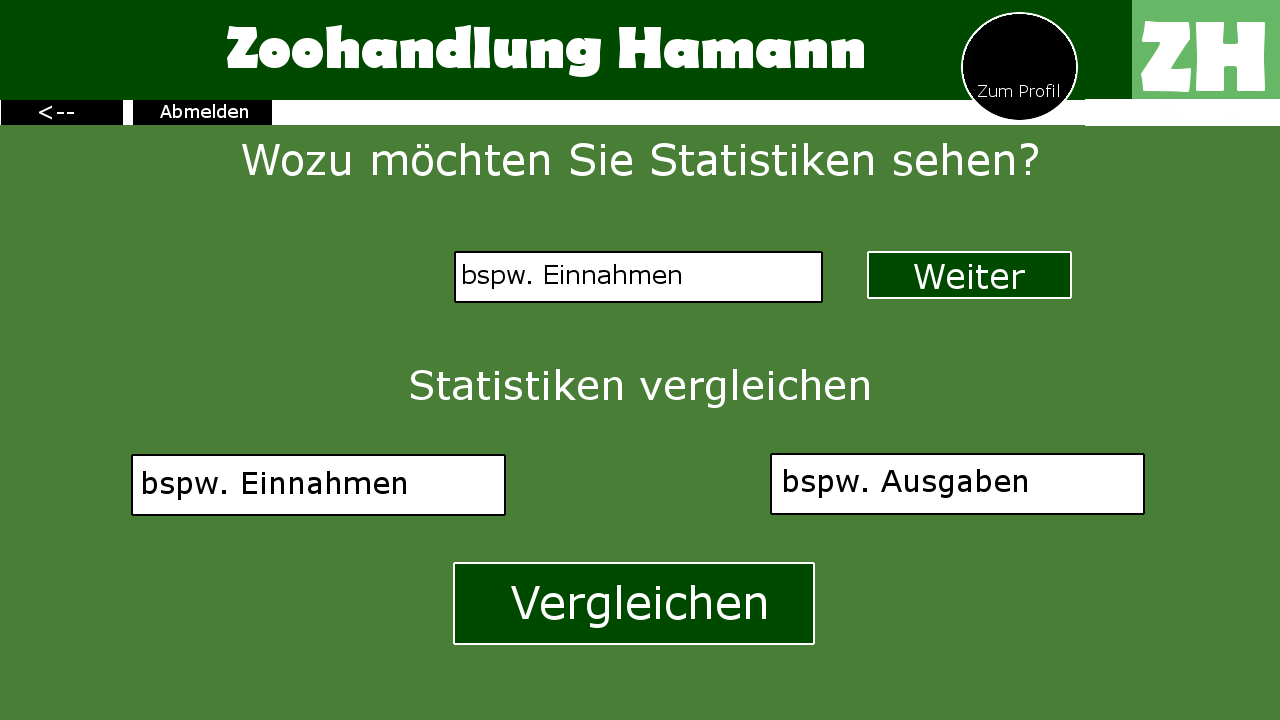 Zoohandlung Hamann
Zum Profil
ZH
<--
Abmelden
Wozu möchten Sie Statistiken sehen?
bspw. Einnahmen
Weiter
Statistiken vergleichen
bspw. Einnahmen
bspw. Ausgaben
Vergleichen